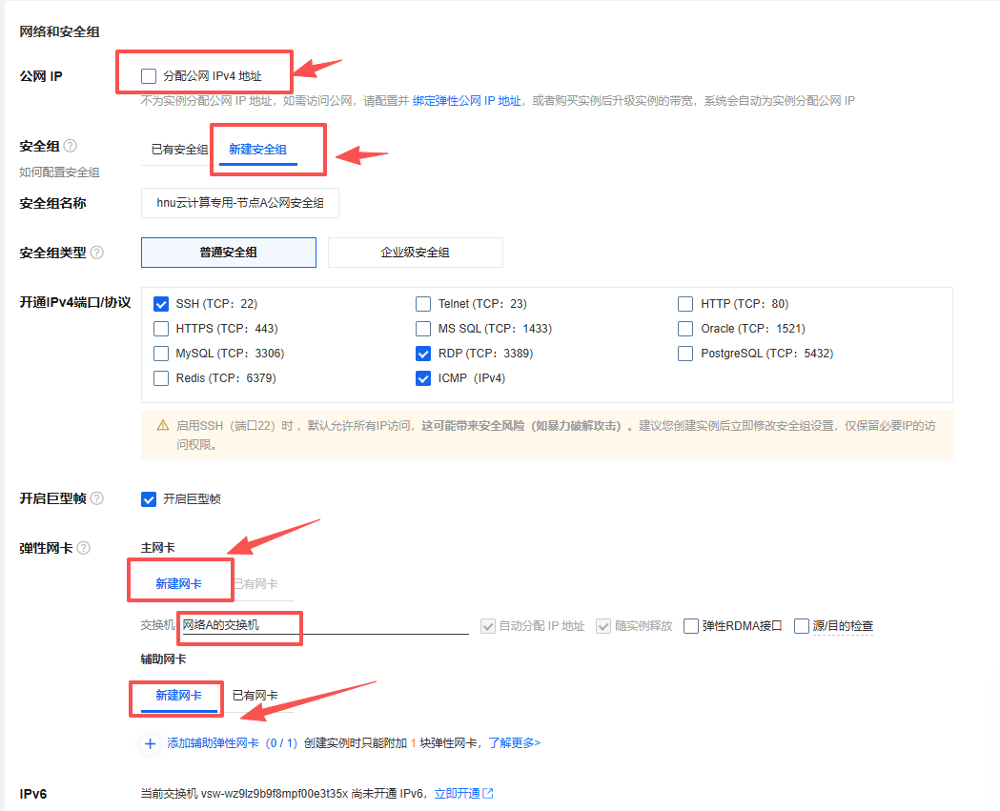 网络和安全组
公网 IP
分配公网 IPv4 地址
不为实例分配公网 IP 地址，如需访问公网，请配置并 绑定弹性公网 IP 地址，或者购买实例后升级实例的带宽，系统会自动为实例分配公网 IP
安全组 ?
已有安全组 新建安全组
如何配置安全组
安全组名称 hnu云计算专用-节点A公网安全组
安全组类型 ? 普通安全组 企业级安全组
开通IPv4端口/协议 SSH (TCP：22) Telnet (TCP：23) HTTP (TCP：80)
HTTPS (TCP：443) MS SQL (TCP：1433) Oracle (TCP：1521)
MySQL (TCP：3306) RDP (TCP：3389) PostgreSQL (TCP：5432)
Redis (TCP：6379) ICMP（IPv4）
启用SSH（端口22）时 ，默认允许所有IP访问，这可能带来安全风险（如暴力破解攻击）。建议您创建实例后立即修改安全组设置，仅保留必要IP的访
问权限。
开启巨型帧 ? 开启巨型帧
弹性网卡 ? 主网卡
新建网卡 已有网卡
交换机 网络A的交换机 自动分配 IP 地址 随实例释放 弹性RDMA接口 源/目的检查
辅助网卡
新建网卡 已有网卡
+ 添加辅助弹性网卡（0 / 1）创建实例时只能附加 1 块弹性网卡，了解更多>
IPv6 当前交换机 vsw-wz9lz9b9f8mpf00e3t35x 尚未开通 IPv6，立即开通